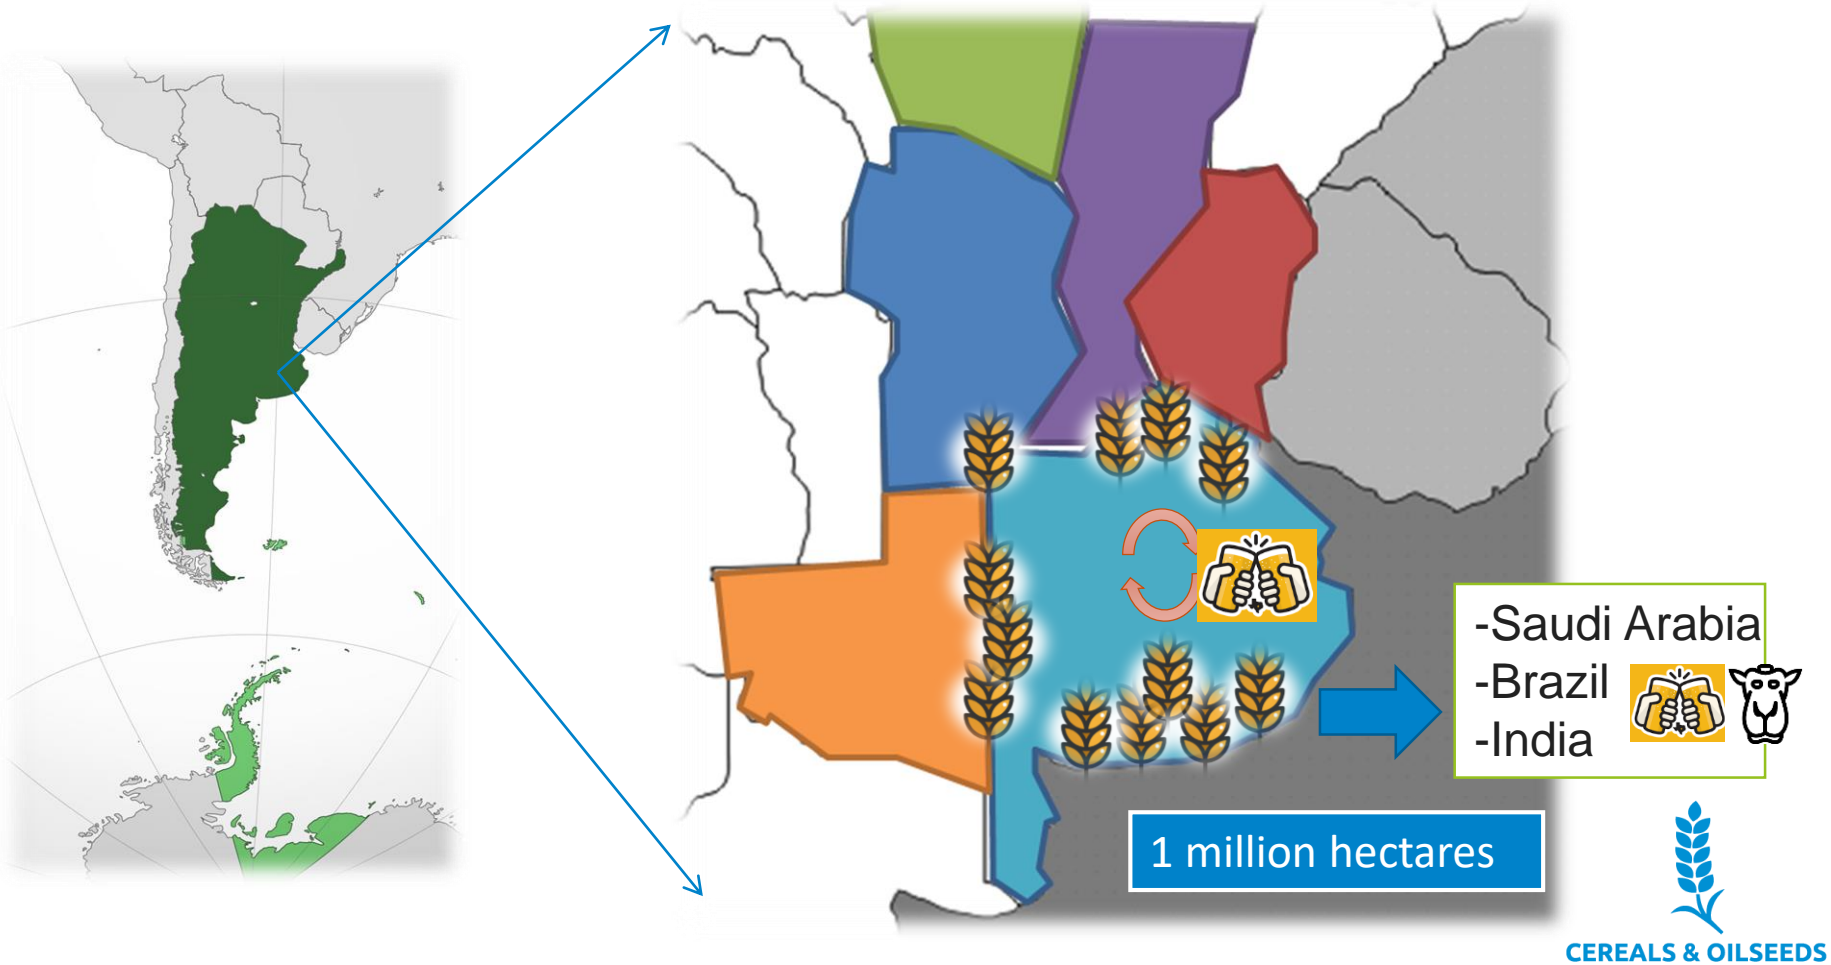 -Saudi Arabia
-Brazil
-India
1 million hectares
CEREALS & OILSEEDS